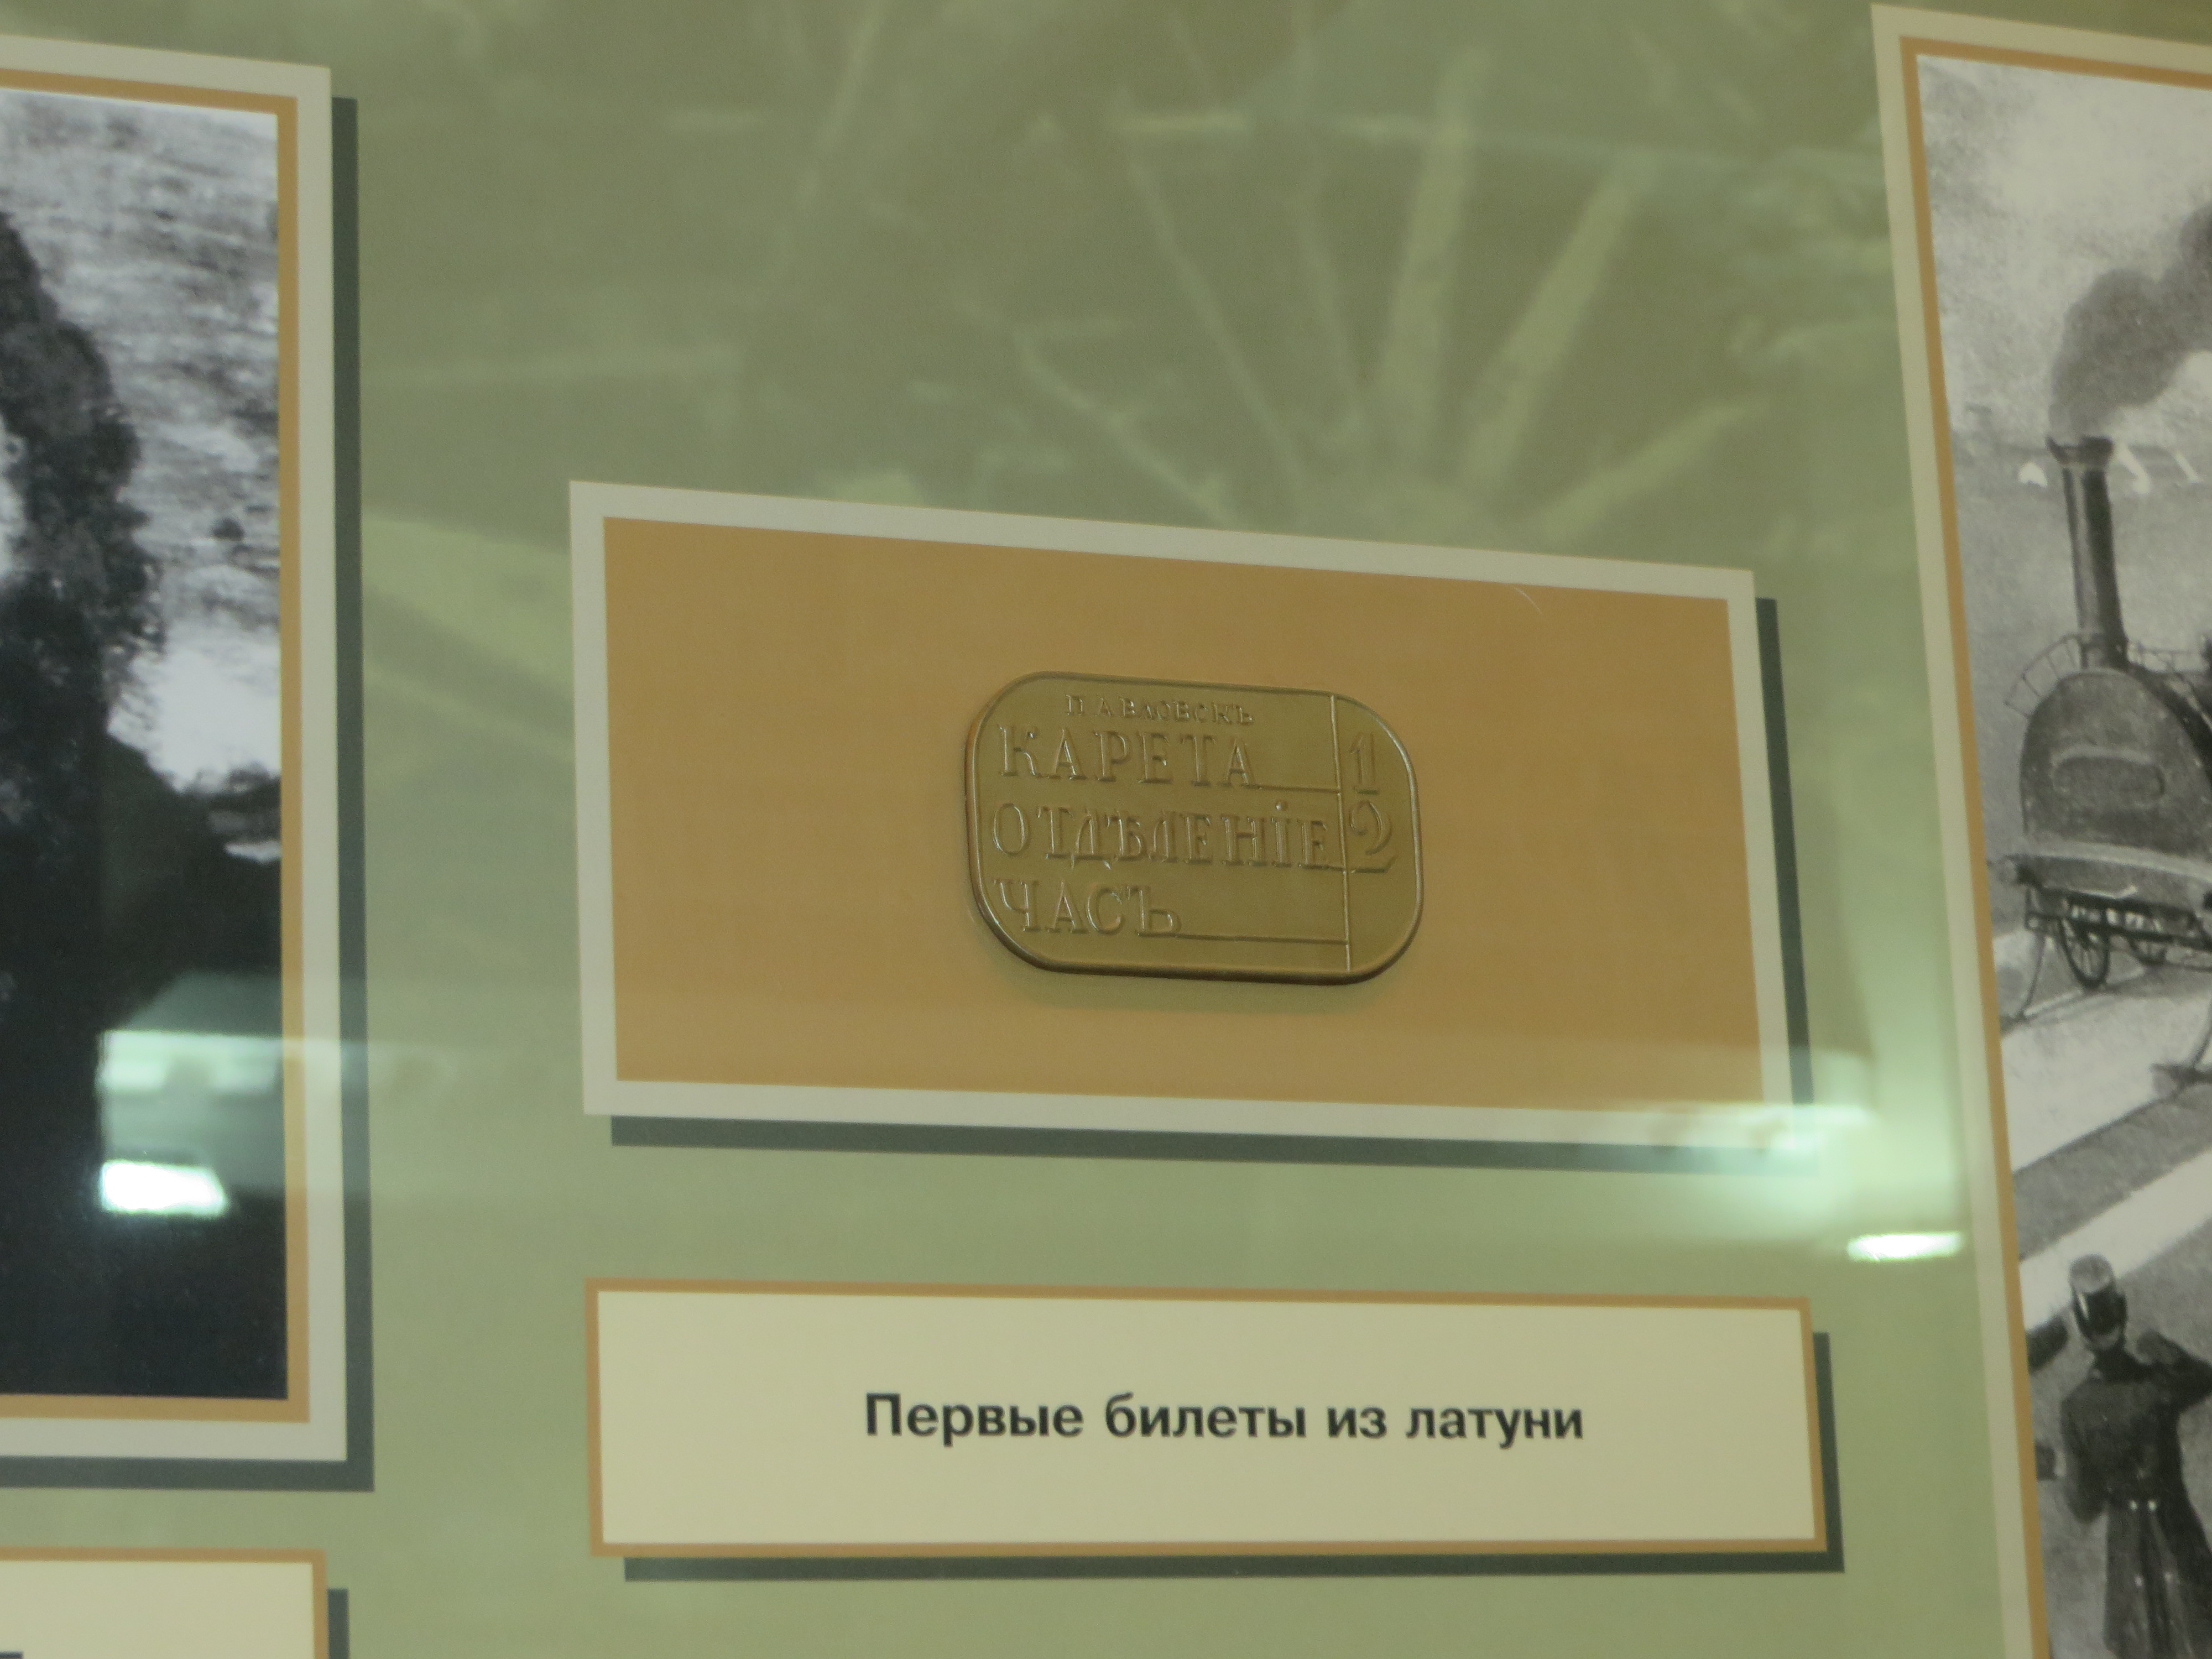 ПАВЛОВСКЪ
КАРЕТА 1
ОТДѢЛЕНІЕ 2
ЧАСЪ
Первые билеты из латуни